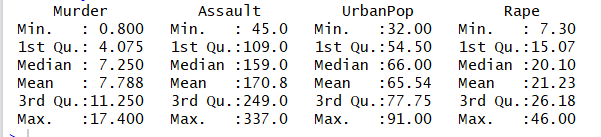 Murder Assault UrbanPop Rape
Min. : 0.800 Min. : 45.0 Min. :32.00 Min. : 7.30
1st Qu.: 4.075 1st Qu.:109.0 1st Qu.:54.50 1st Qu.:15.07
Median : 7.250 Median :159.0 Median :66.00 Median :20.10
Mean : 7.788 Mean :170.8 Mean :65.54 Mean :21.23
3rd Qu.:11.250 3rd Qu.:249.0 3rd Qu.:77.75 3rd Qu.:26.18
Max. :17.400 Max. :337.0 Max. :91.00 Max. :46.00
>